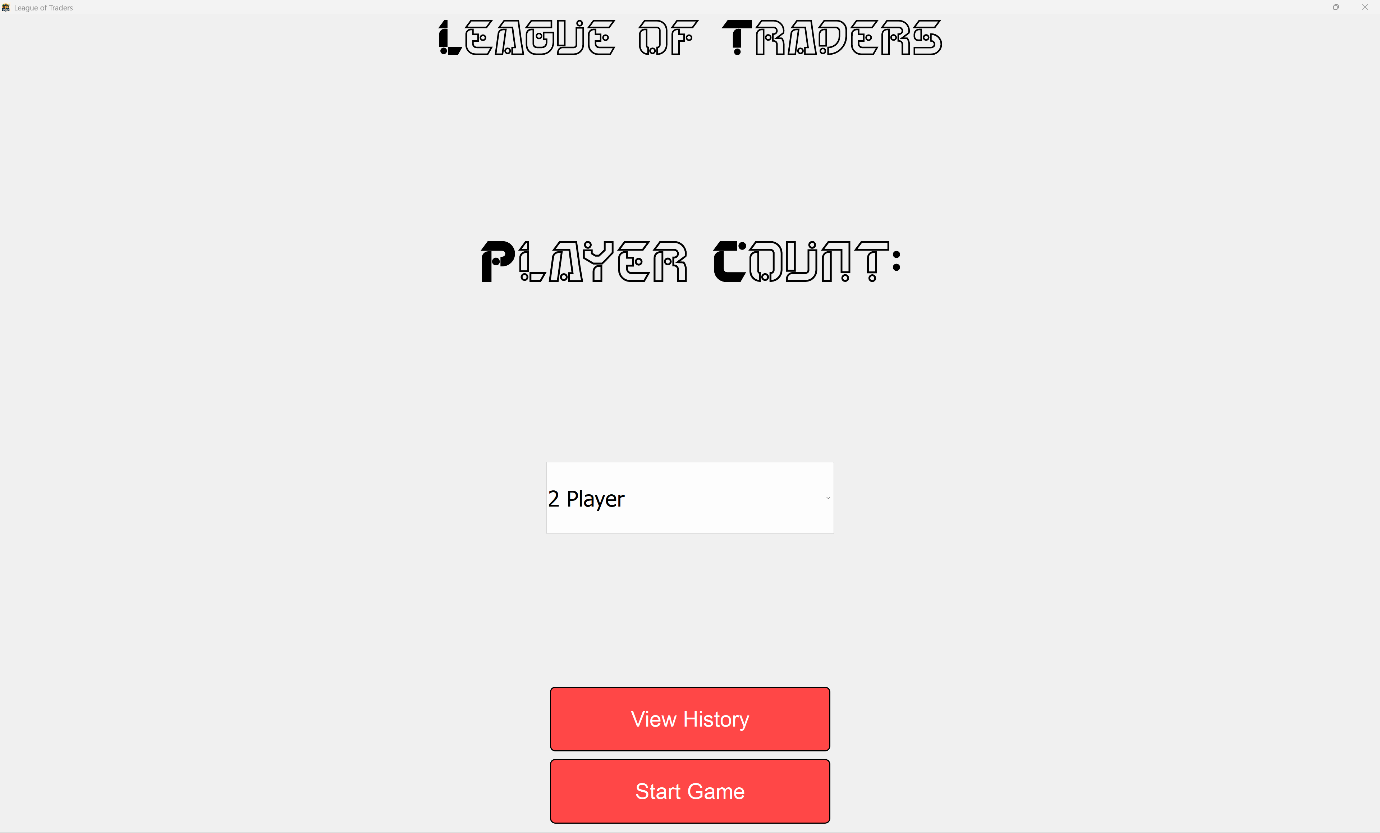 League of Traders
League of Traders
Player Count:
2 Player
View History
Start Game